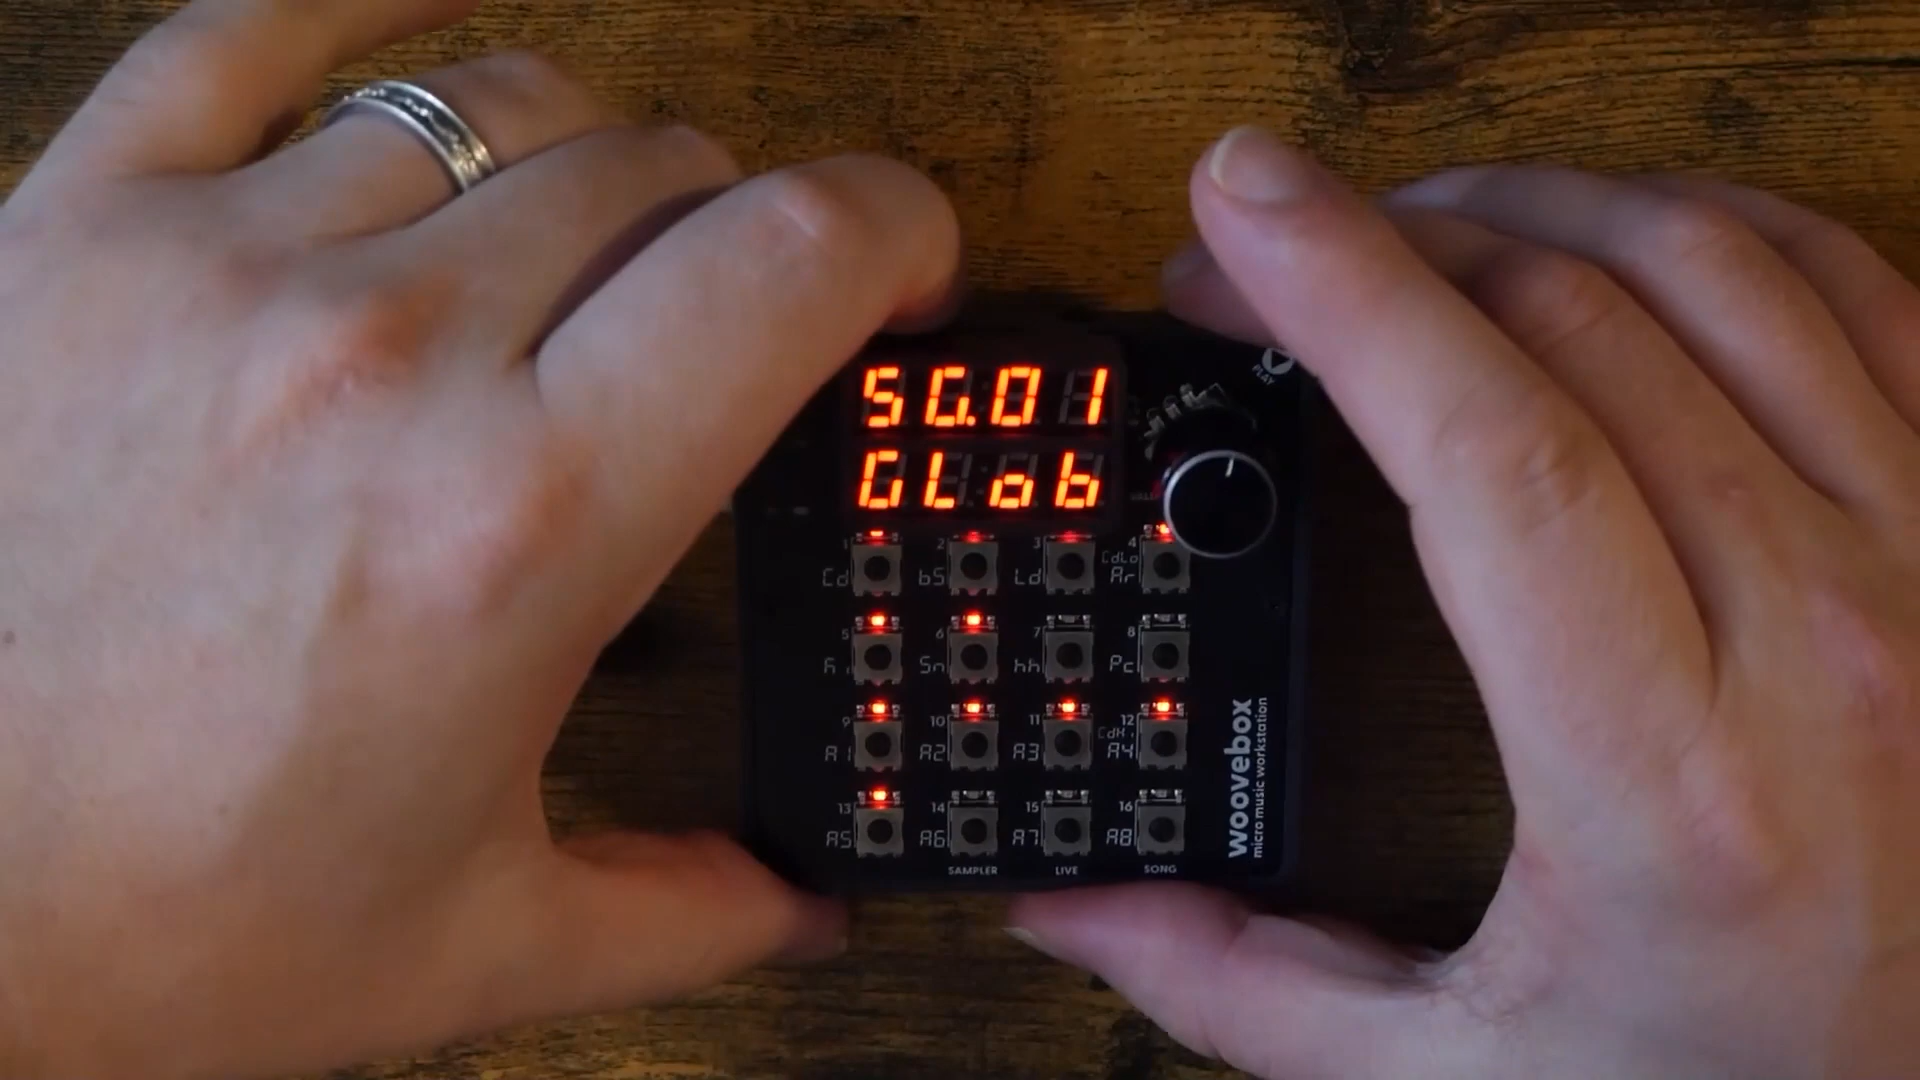 PLAY
SG.01
GLob
1 2 3 4
Cd bS Ld CdLo Ar
5 6 7 8
Sn hh Pc
9 10 11 12
A1 A2 A3 A4
13 14 15 16
A5 A6 A7 A8
SAMPLER LIVE SONG
woovebox
micro music workstation